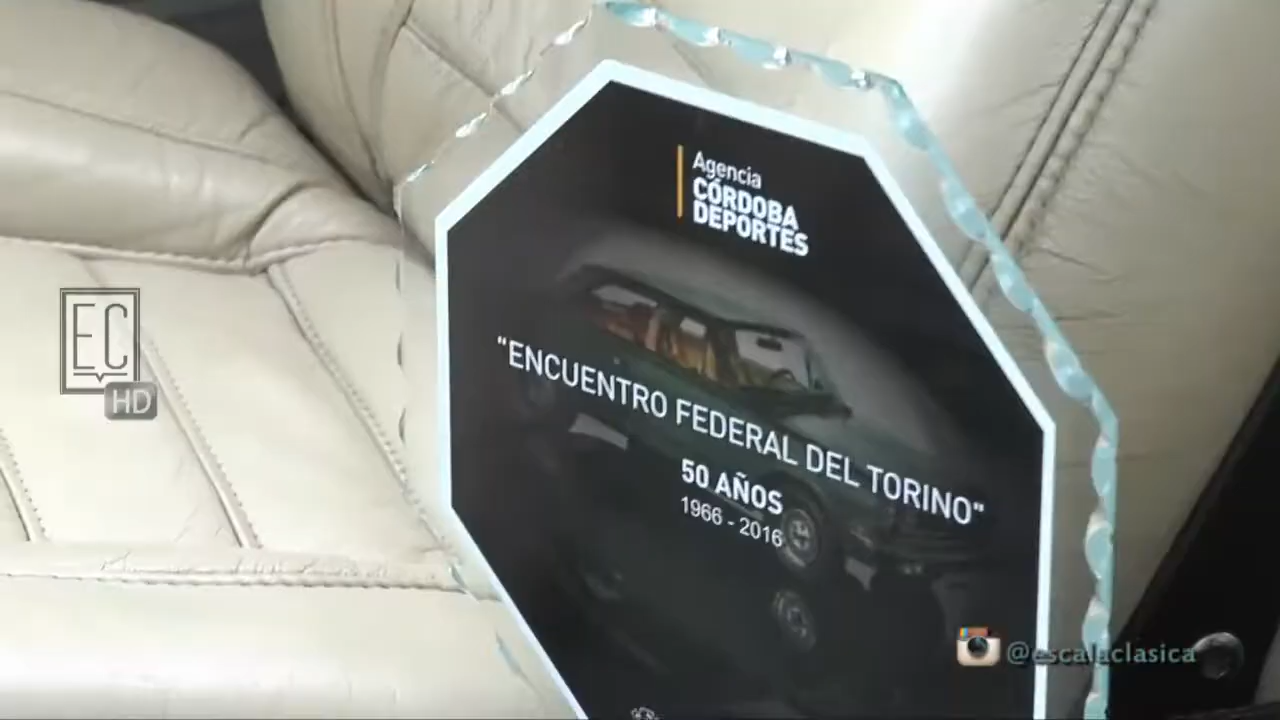 Agencia
CÓRDOBA
DEPORTES
"ENCUENTRO FEDERAL DEL TORINO"
50 AÑOS
1966 - 2016
EC
HD
@escalaclasica